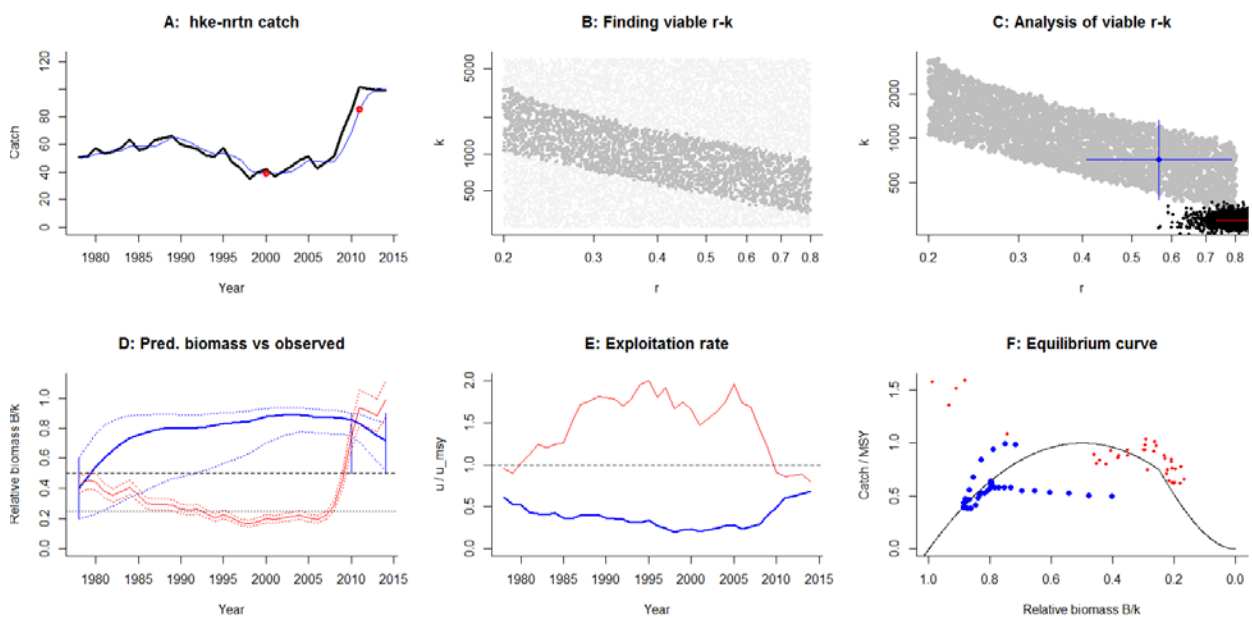 A: hke-nrtn catch
Catch
0 20 40 60 80 120
1980 1985 1990 1995 2000 2005 2010 2015
Year
B: Finding viable r-k
k
500 1000 5000
0.2 0.3 0.4 0.5 0.6 0.7 0.8
r
C: Analysis of viable r-k
k
500 1000 2000
0.2 0.3 0.4 0.5 0.6 0.7 0.8
r
D: Pred. biomass vs observed
Relative biomass B/k
0.0 0.2 0.4 0.6 0.8 1.0
1980 1985 1990 1995 2000 2005 2010 2015
Year
E: Exploitation rate
u / u_msy
0.0 0.5 1.0 1.5 2.0
1980 1985 1990 1995 2000 2005 2010 2015
Year
F: Equilibrium curve
Catch / MSY
0.0 0.5 1.0 1.5
1.0 0.8 0.6 0.4 0.2 0.0
Relative biomass B/k